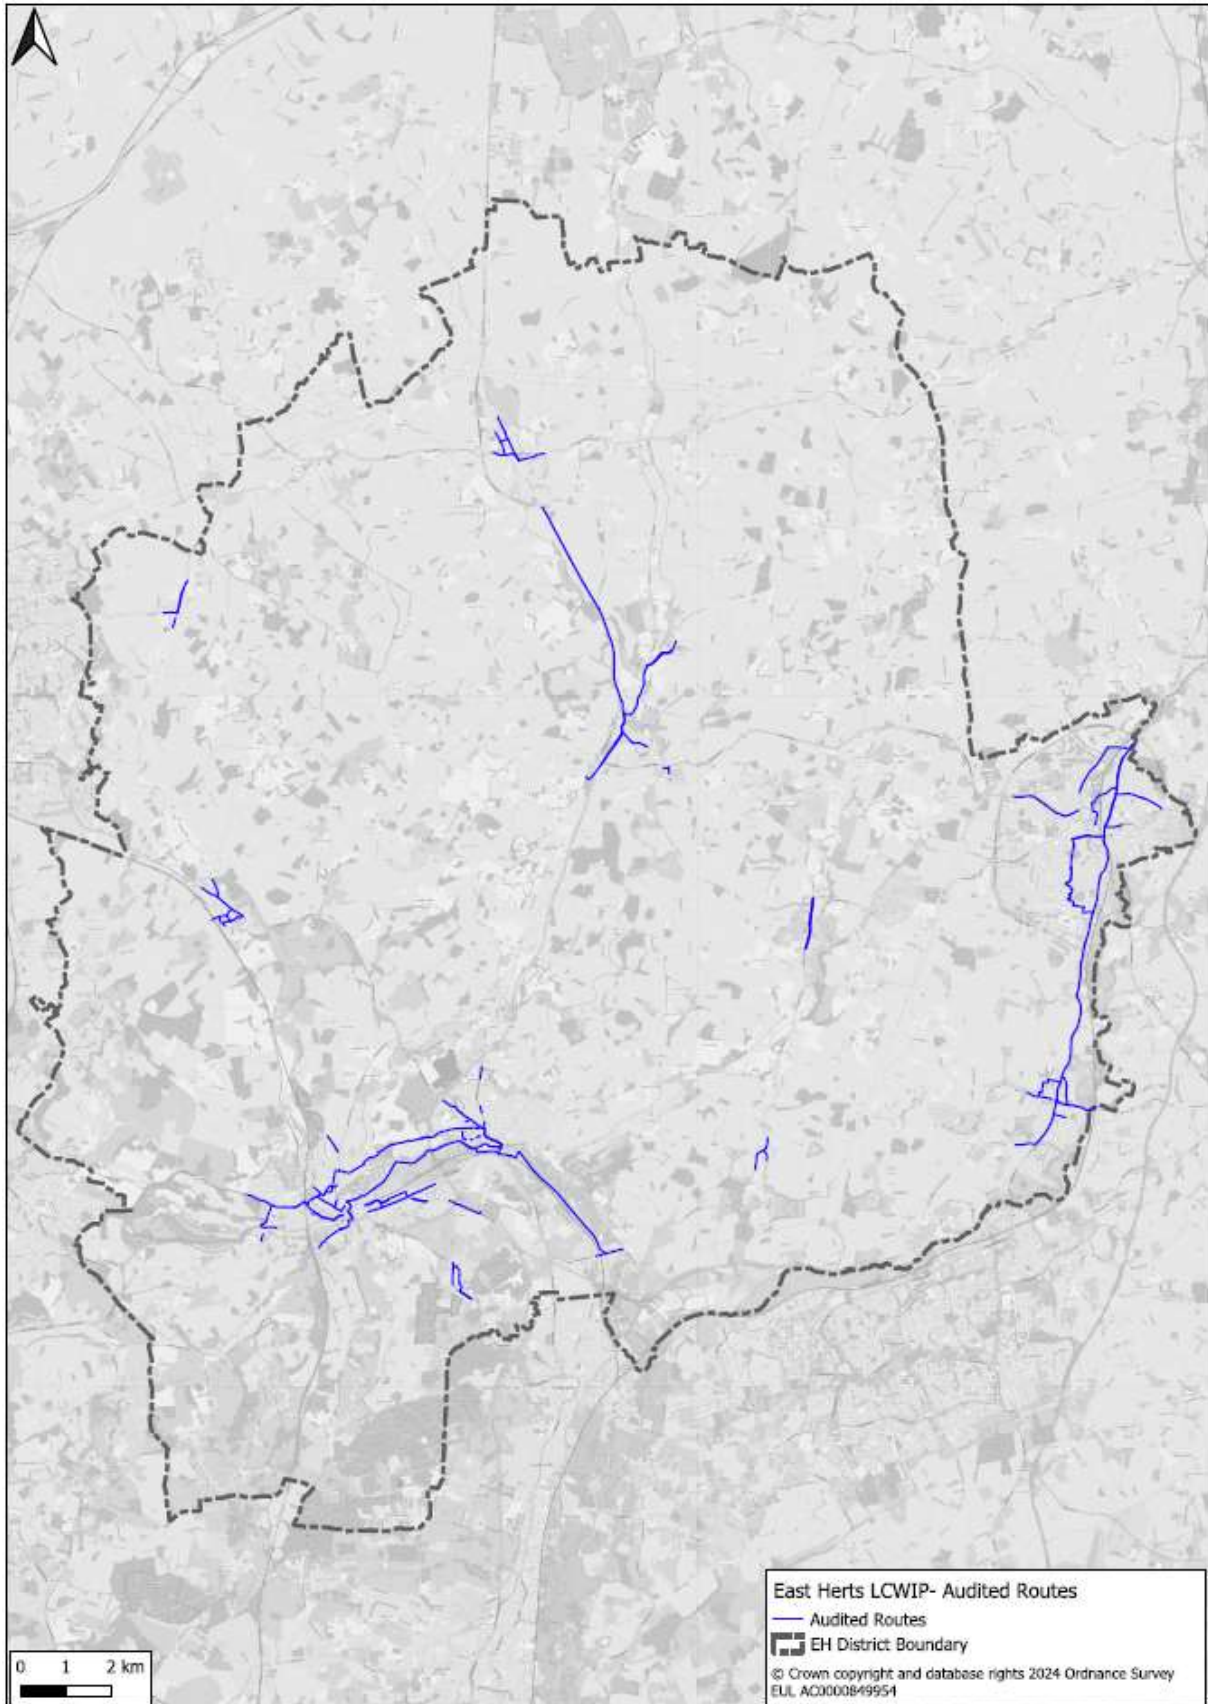 East Herts LCWIP- Audited Routes
Audited Routes
EH District Boundary
© Crown copyright and database rights 2024 Ordnance Survey
EUL AC0000849954
0 1 2 km